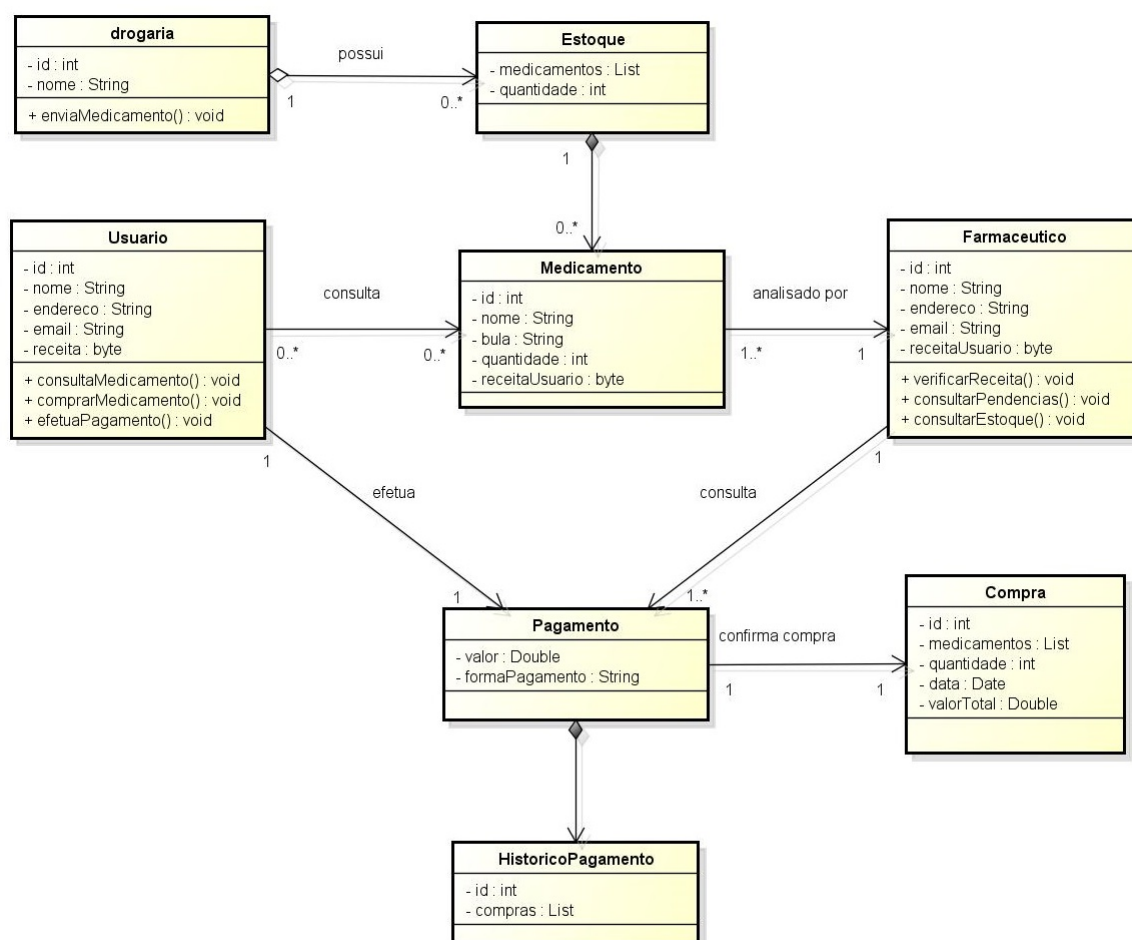 drogaria
- id : int
- nome : String
+ enviaMedicamento() : void
possui
1
0..*
Estoque
- medicamentos : List
- quantidade : int
1
0..*
Usuario
- id : int
- nome : String
- endereco : String
- email : String
- receita : byte
+ consultaMedicamento() : void
+ comprarMedicamento() : void
+ efetuaPagamento() : void
consulta
0..*
0..*
Medicamento
- id : int
- nome : String
- bula : String
- quantidade : int
- receitaUsuario : byte
analisado por
1..*
1
Farmaceutico
- id : int
- nome : String
- endereco : String
- email : String
- receitaUsuario : byte
+ verificarReceita() : void
+ consultarPendencias() : void
+ consultarEstoque() : void
1
efetua
1
1
consulta
1..*
Pagamento
- valor : Double
- formaPagamento : String
confirma compra
1
1
Compra
- id : int
- medicamentos : List
- quantidade : int
- data : Date
- valorTotal : Double
HistoricoPagamento
- id : int
- compras : List